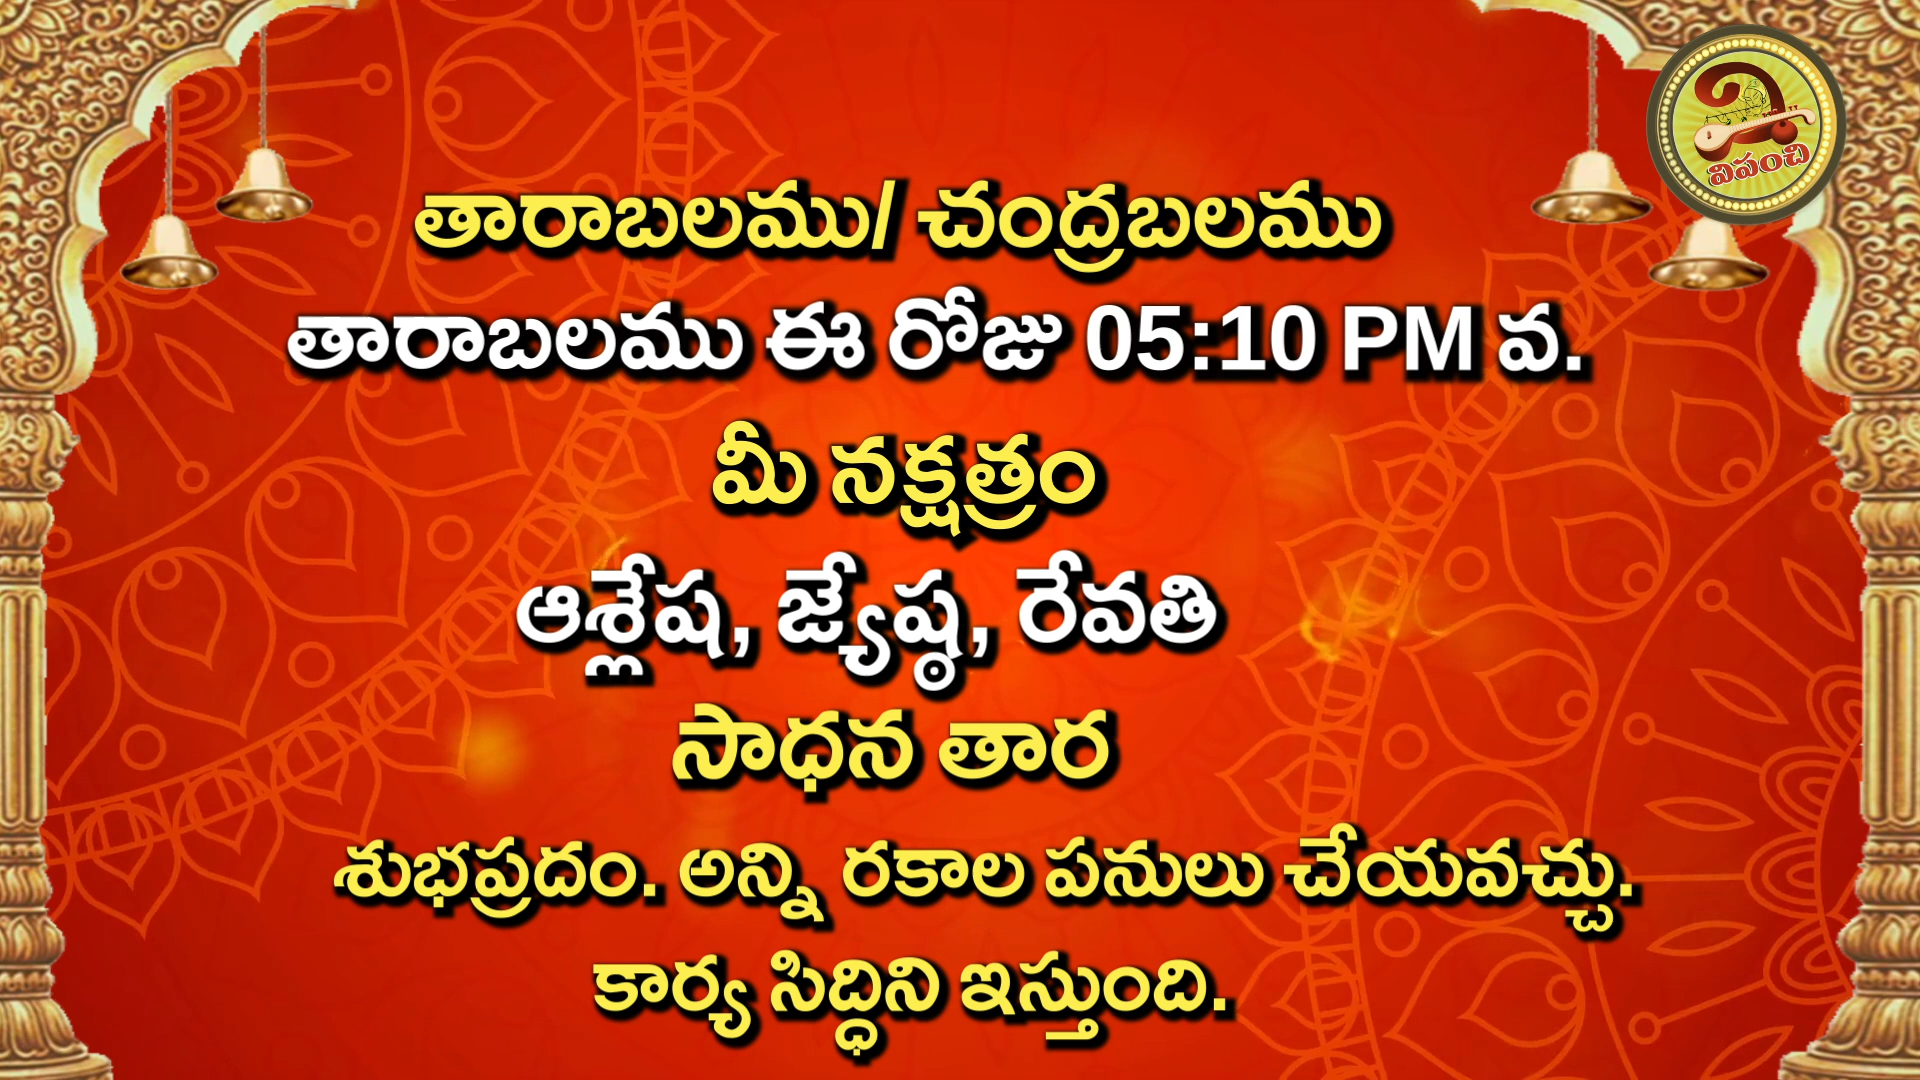 విపంచి
తారాబలము/ చంద్రబలము
తారాబలము ఈ రోజు 05:10 PM వ.
మీ నక్షత్రం
ఆశ్లేష, జ్యేష్ఠ, రేవతి
సాధన తార
శుభప్రదం. అన్ని రకాల పనులు చేయవచ్చు.
కార్య సిద్ధిని ఇస్తుంది.